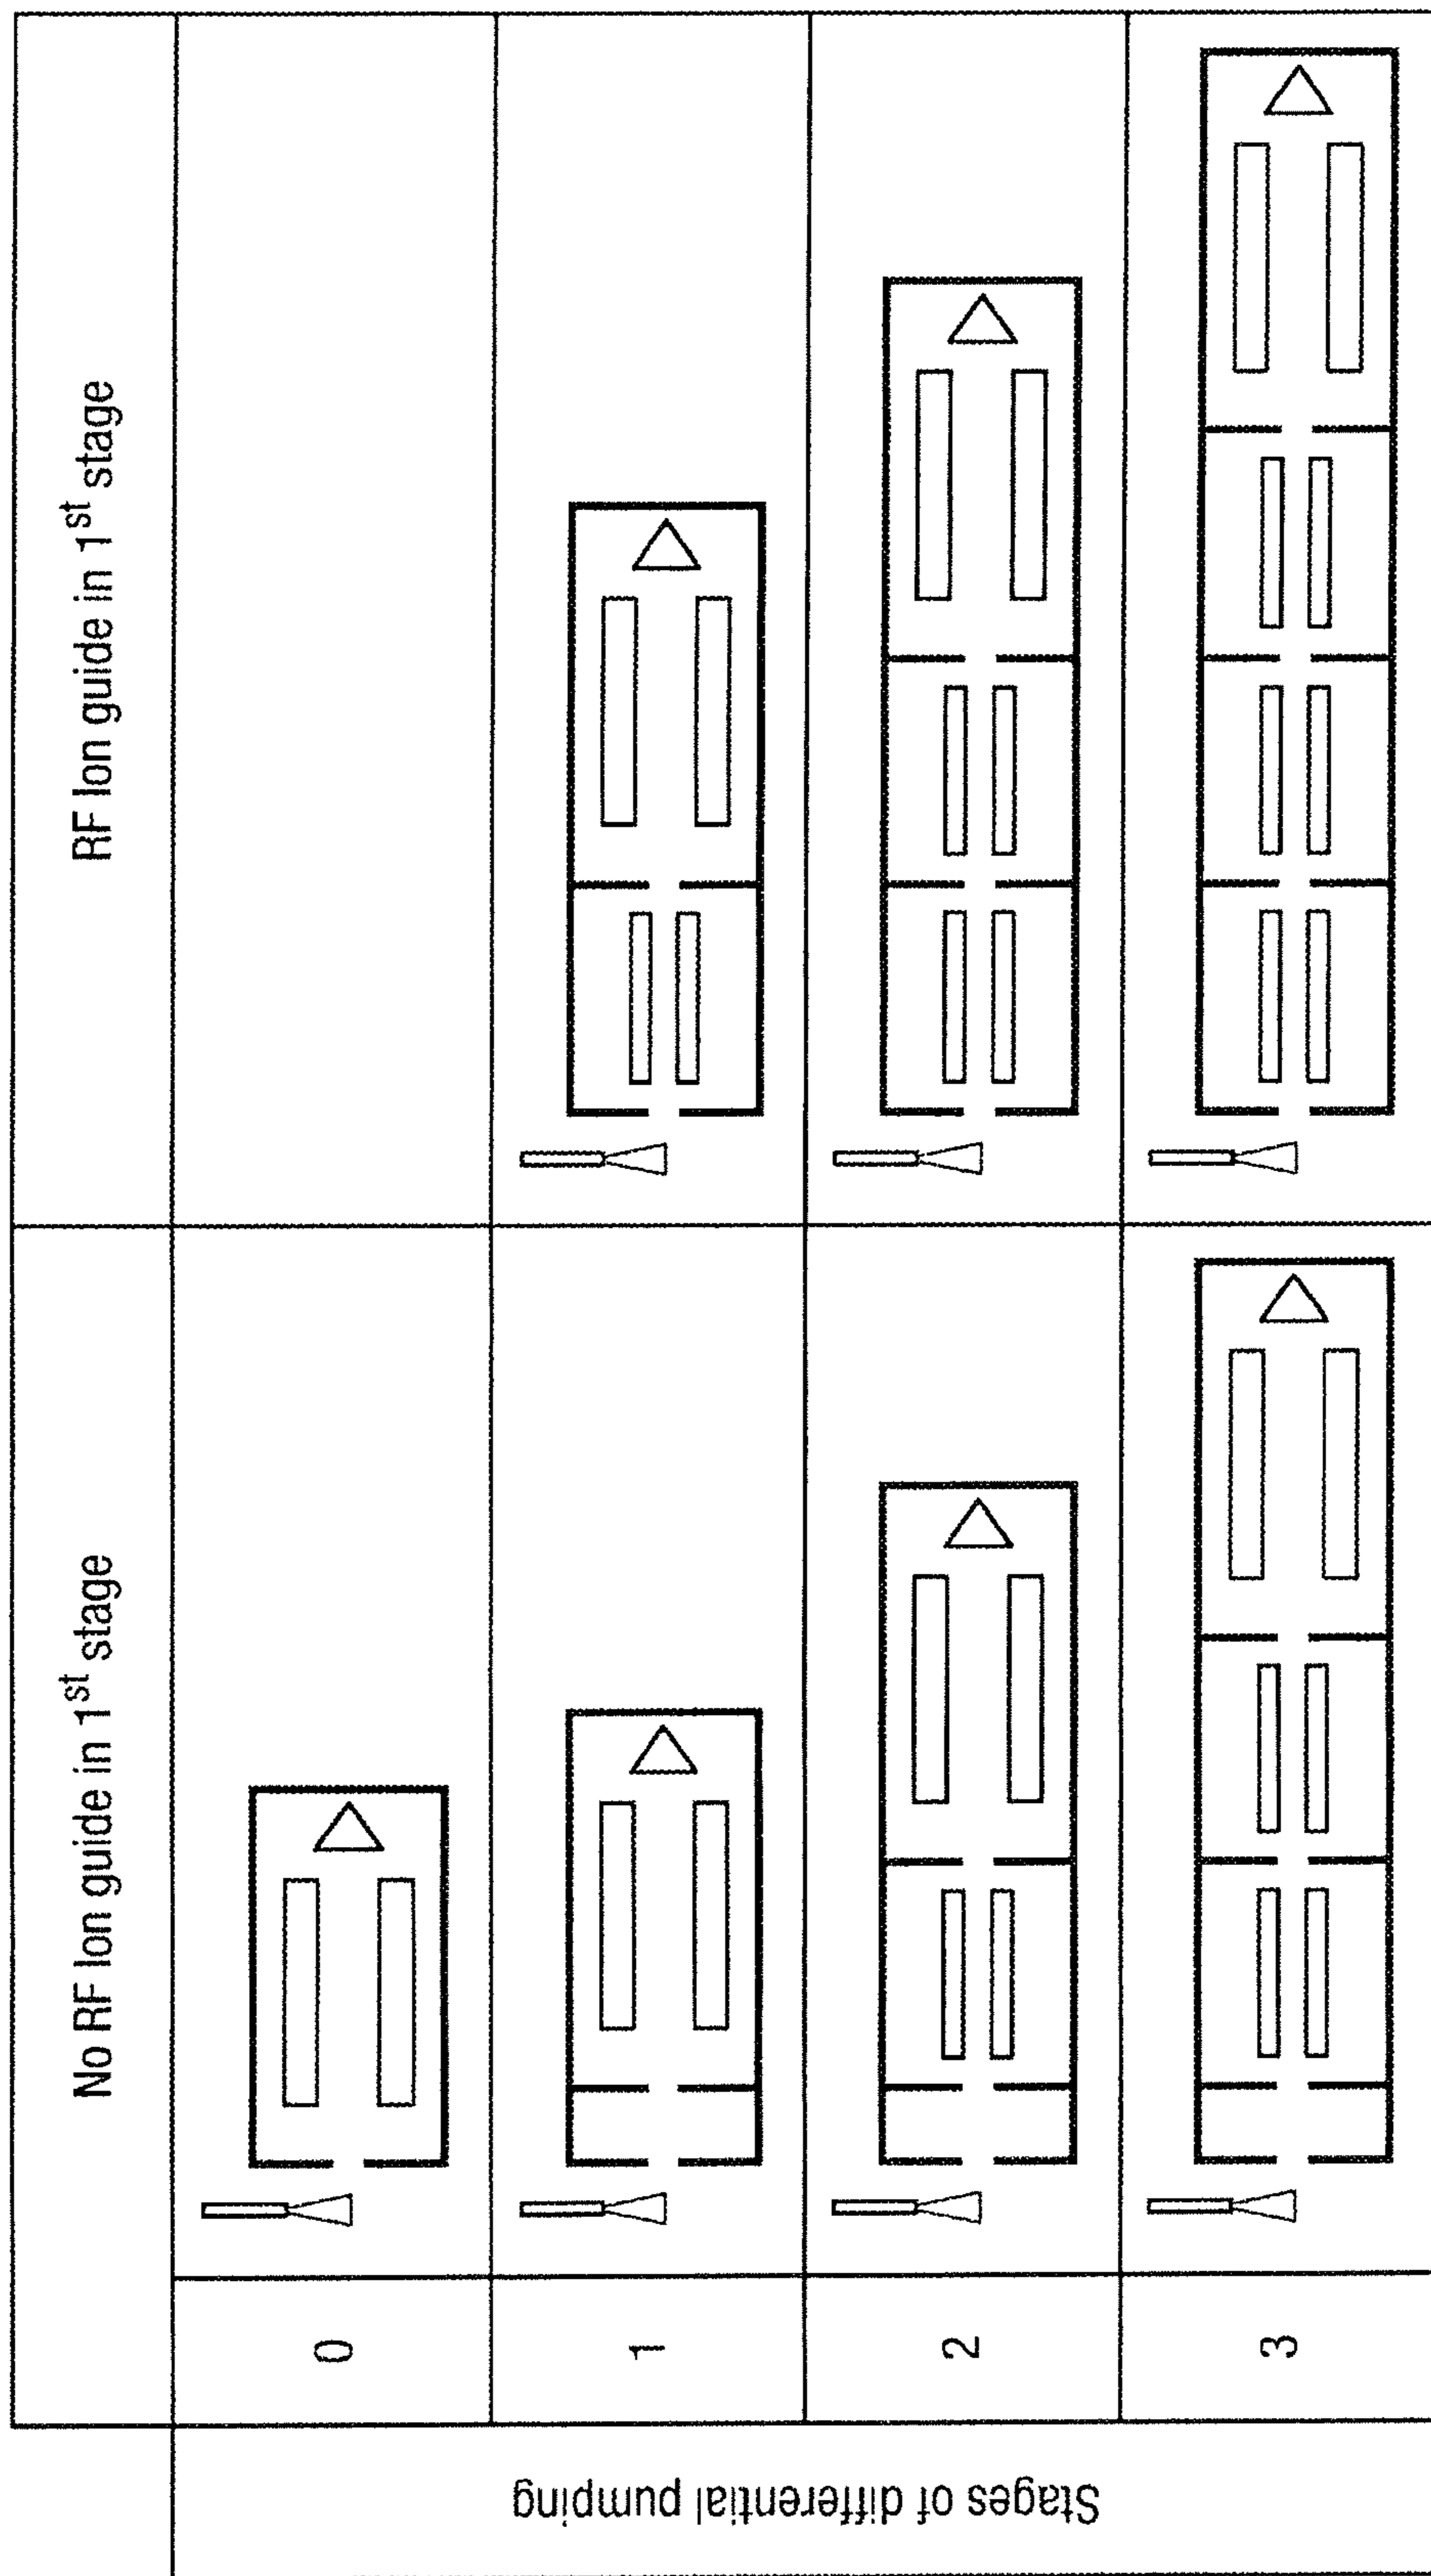 No RF Ion guide in 1st stage
RF Ion guide in 1st stage
Stages of differential pumping
0
1
2
3